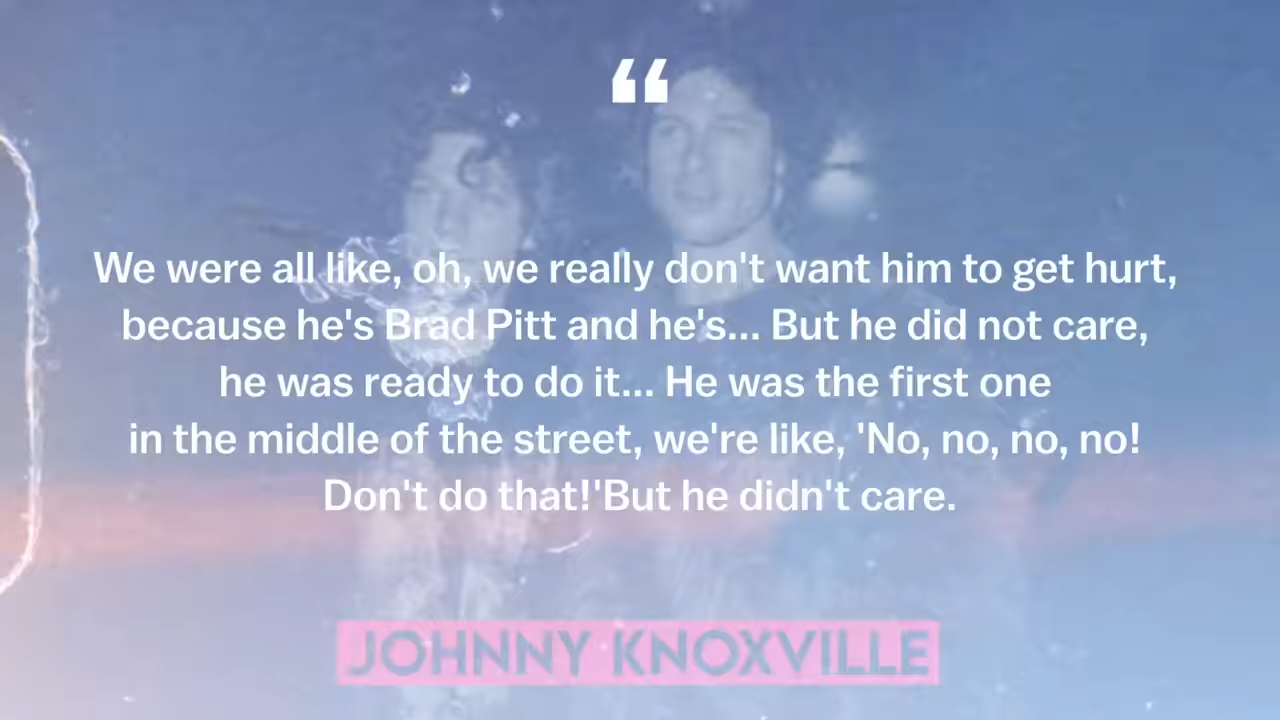 “
We were all like, oh, we really don't want him to get hurt,
because he's Brad Pitt and he's... But he did not care,
he was ready to do it... He was the first one
in the middle of the street, we're like, 'No, no, no, no!
Don't do that!'But he didn't care.
JOHNNY KNOXVILLE